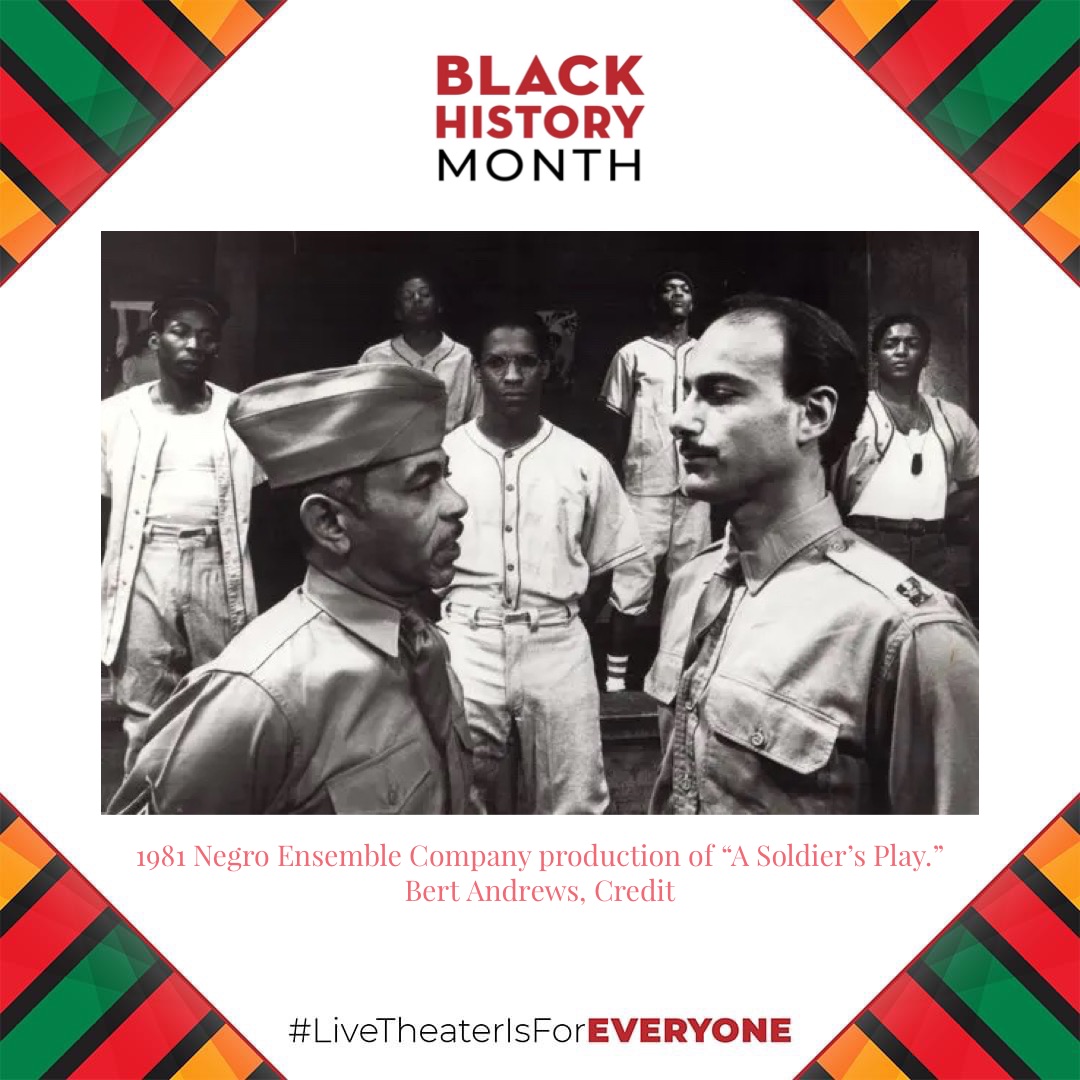 BLACK
HISTORY
MONTH
1981 Negro Ensemble Company production of “A Soldier’s Play.”
Bert Andrews, Credit
#LiveTheaterIsForEVERYONE